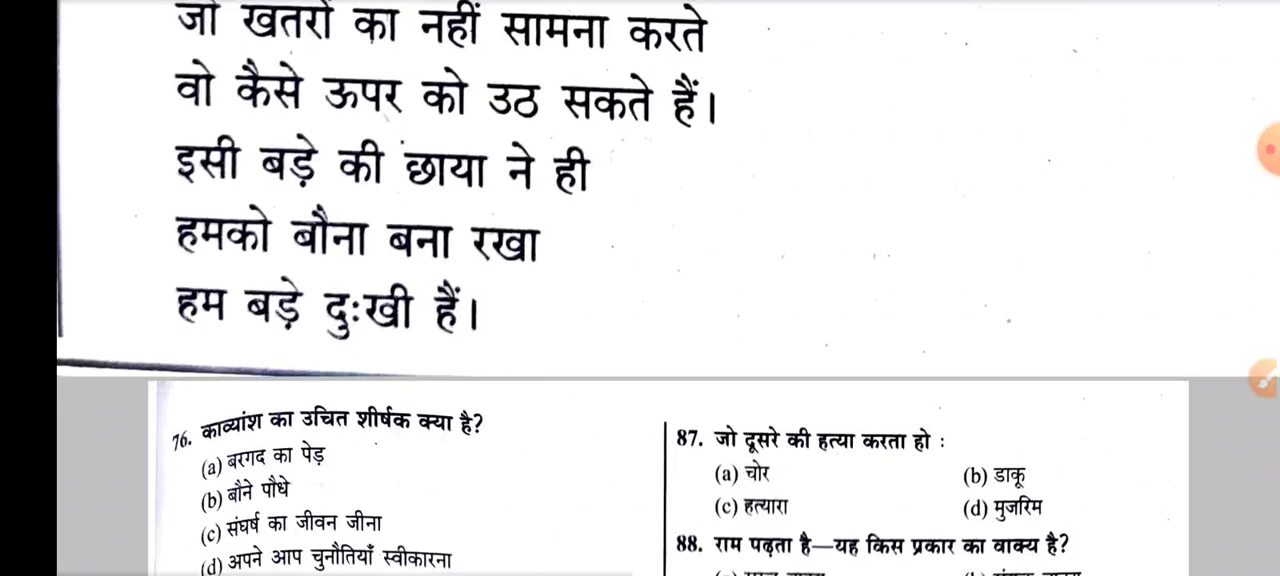 जो खतरों का नहीं सामना करते
वो कैसे ऊपर को उठ सकते हैं।
इसी बड़े की छाया ने ही
हमको बौना बना रखा
हम बड़े दुःखी हैं।
76. काव्यांश का उचित शीर्षक क्या है?
(a) बरगद का पेड़
(b) बौने पौधे
(c) संघर्ष का जीवन जीना
(d) अपने आप चुनौतियाँ स्वीकारना
87. जो दूसरे की हत्या करता हो :
(a) चोर (b) डाकू
(c) हत्यारा (d) मुजरिम
88. राम पढ़ता है—यह किस प्रकार का वाक्य है?